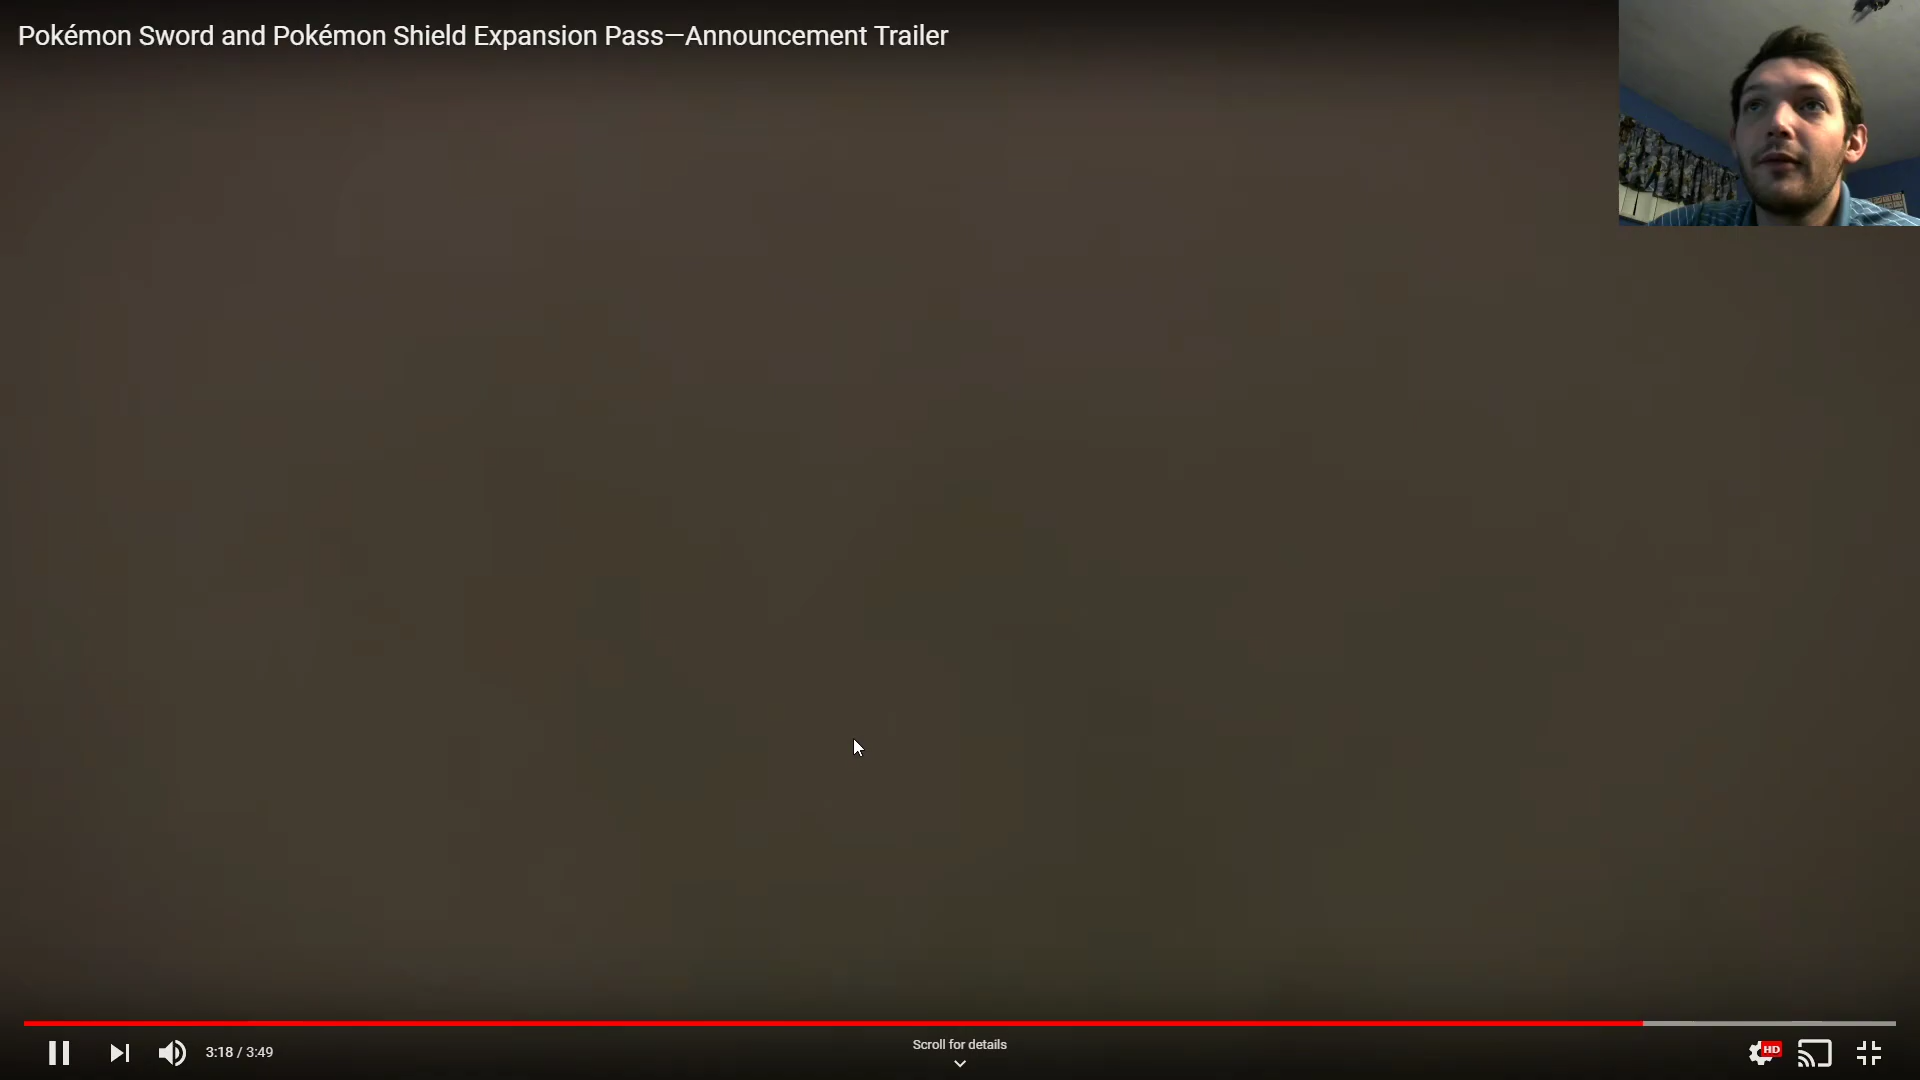 Pokémon Sword and Pokémon Shield Expansion Pass—Announcement Trailer
3:18 / 3:49
Scroll for details
HD